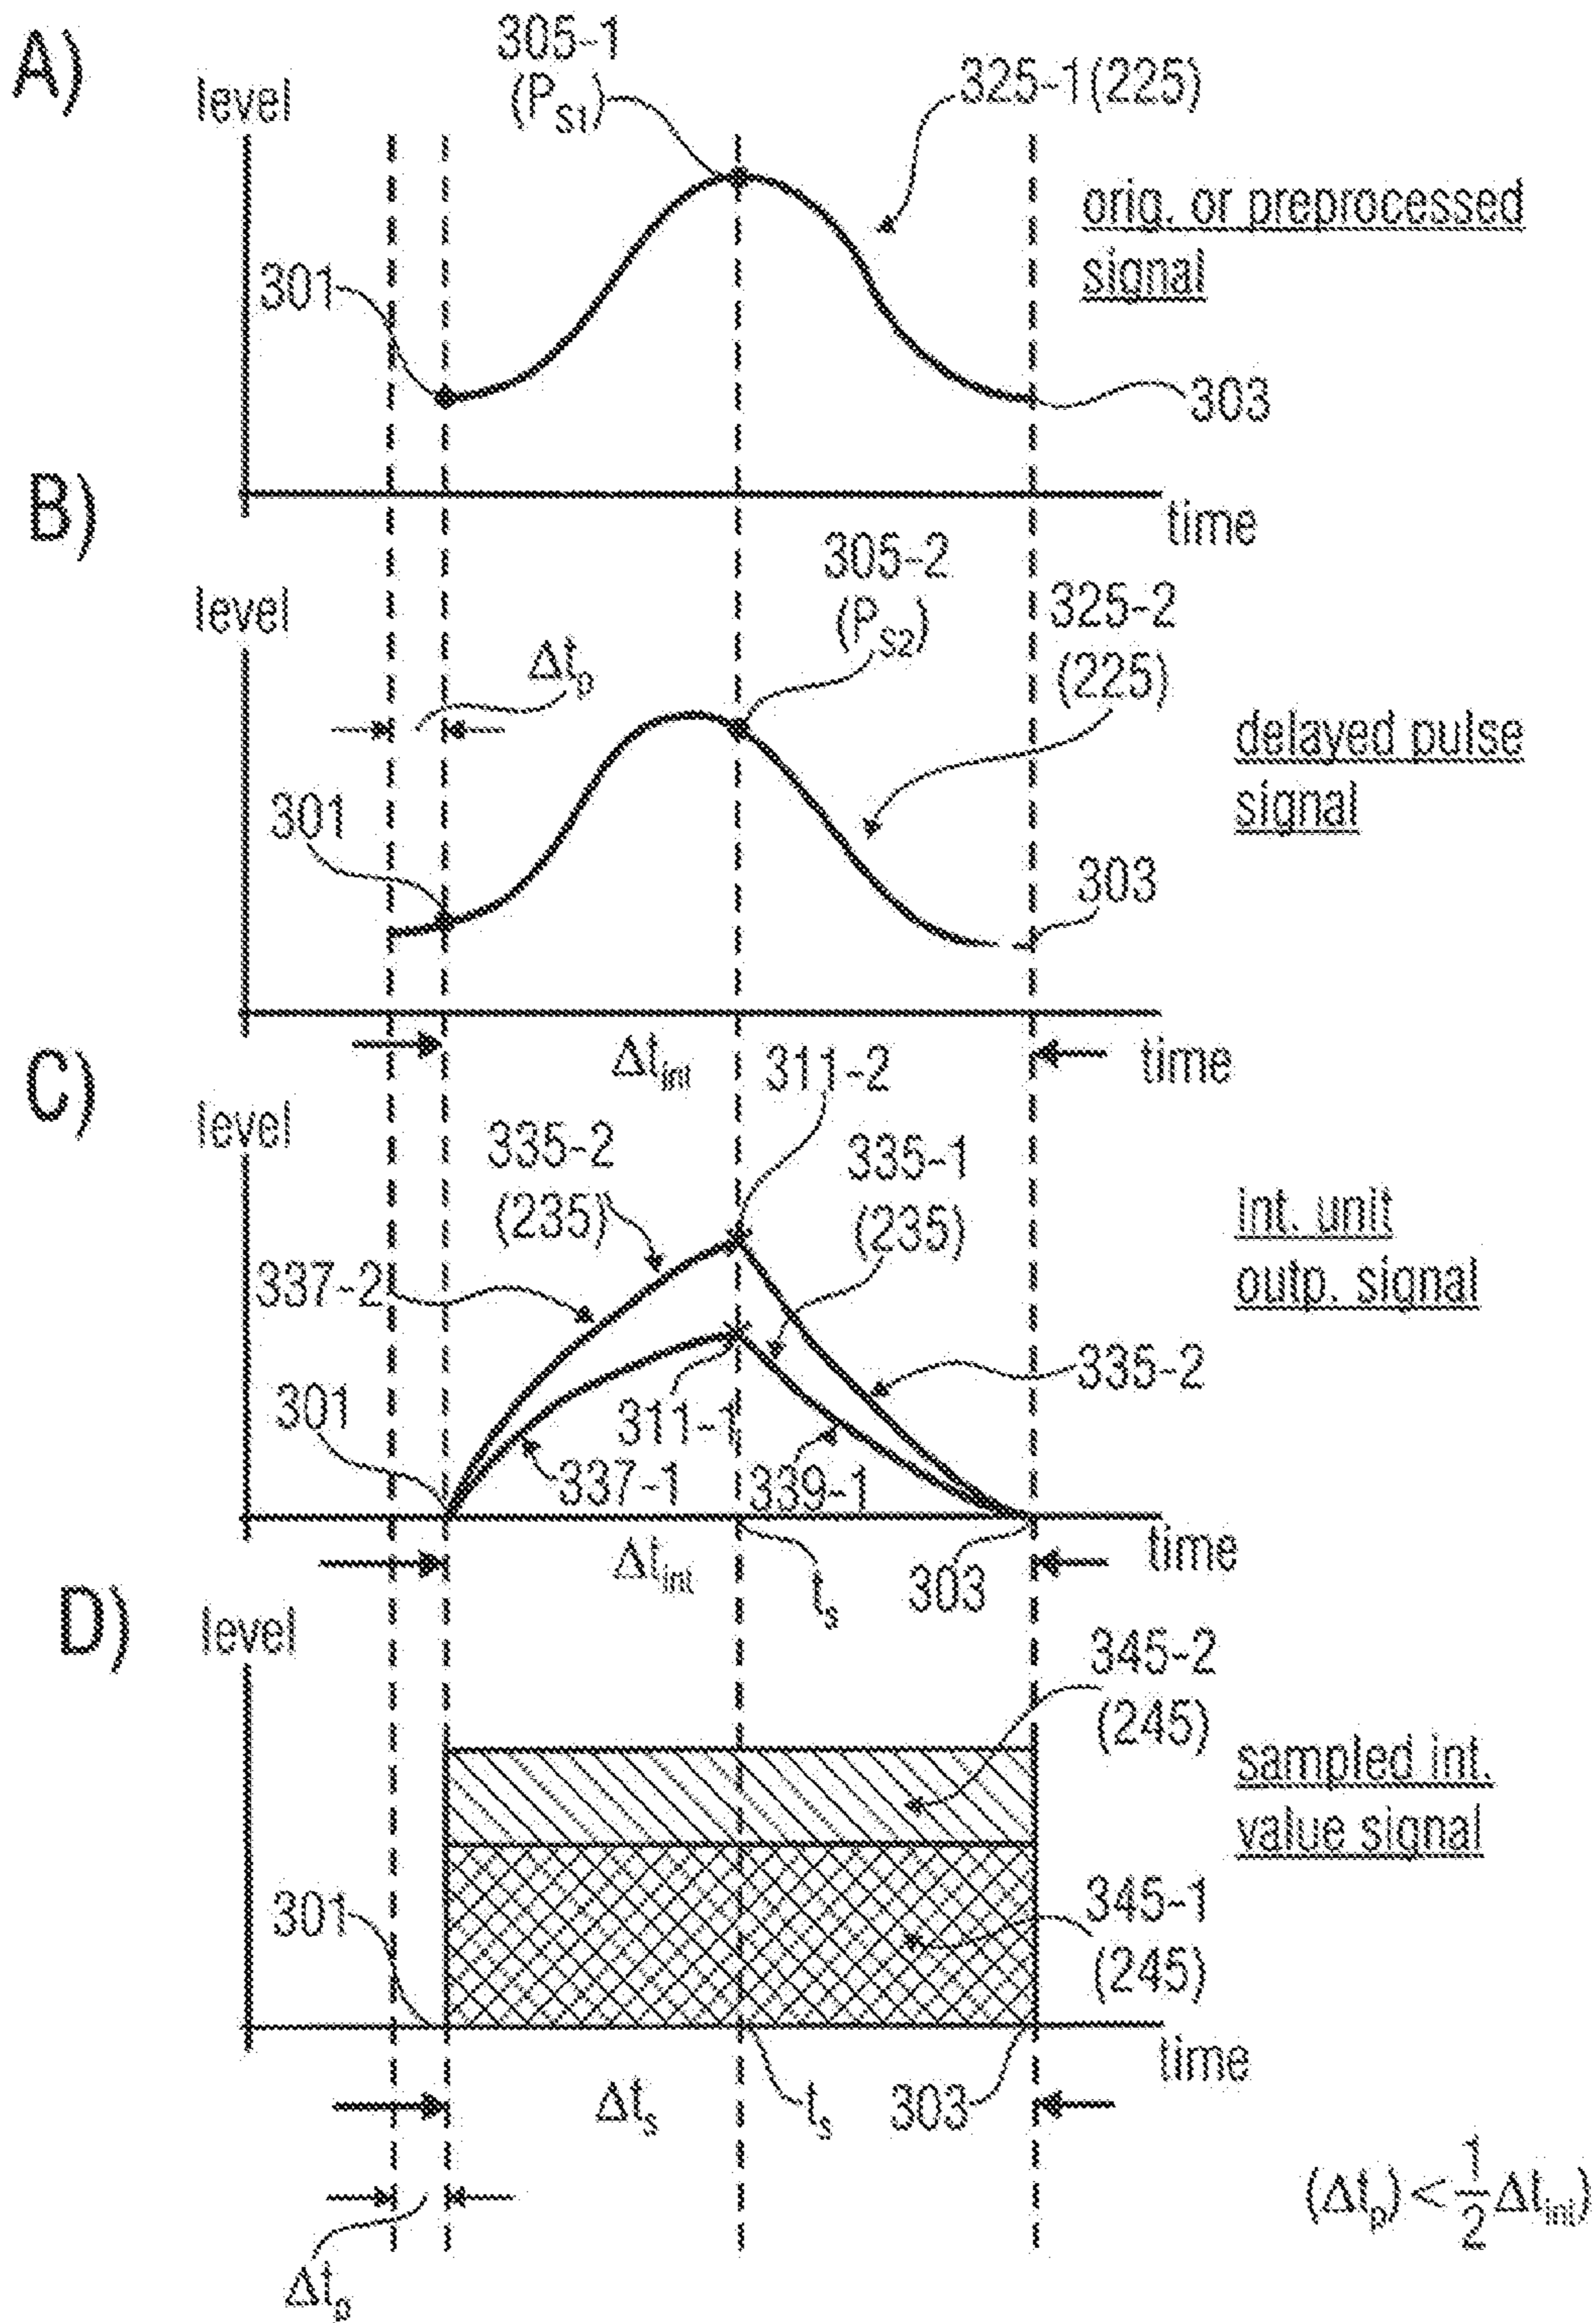 A)
level
305-1
(P_S1)
325-1(225)
orig. or preprocessed
signal
301
303
time
B)
level
305-2
(P_S2)
325-2
(225)
Δt_p
delayed pulse
signal
301
303
Δt_int
time
C)
level
311-2
335-2
(235)
335-1
(235)
int. unit
outp. signal
337-2
335-2
301
311-1
337-1
339-1
time
Δt_int
t_s
303
D)
level
345-2
(245)
sampled int.
value signal
301
345-1
(245)
time
Δt_s
t_s
303
(Δt_p) < 1/2 Δt_int)
Δt_p